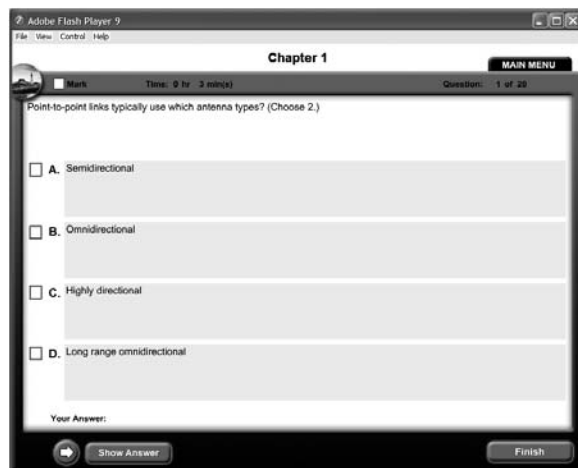 Adobe Flash Player 9
File View Control Help
Chapter 1
MAIN MENU
Mark Time: 0 hr 3 min(s) Question: 1 of 20
Point-to-point links typically use which antenna types? (Choose 2.)
A. Semidirectional
B. Omnidirectional
C. Highly directional
D. Long range omnidirectional
Your Answer:
Show Answer
Finish